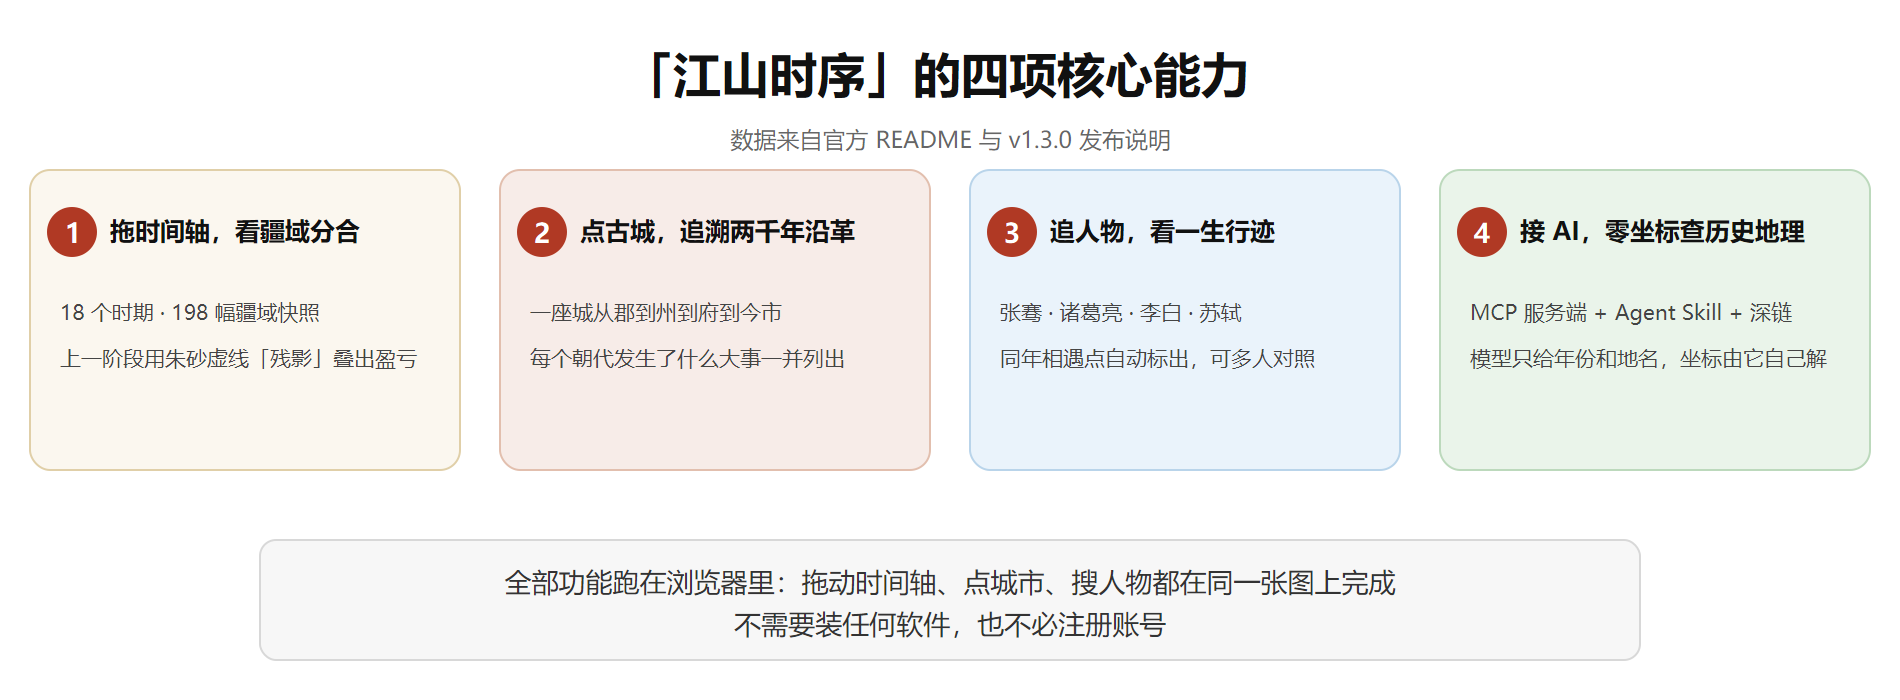 「江山时序」的四项核心能力
数据来自官方 README 与 v1.3.0 发布说明
1 拖时间轴，看疆域分合
18 个时期 · 198 幅疆域快照
上一阶段用朱砂虚线「残影」叠出盈亏
2 点古城，追溯两千年沿革
一座城从郡到州到府到今市
每个朝代发生了什么大事一并列出
3 追人物，看一生行迹
张骞 · 诸葛亮 · 李白 · 苏轼
同年相遇点自动标出，可多人对照
4 接 AI，零坐标查历史地理
MCP 服务端 + Agent Skill + 深链
模型只给年份和地名，坐标由它自己解
全部功能跑在浏览器里：拖动时间轴、点城市、搜人物都在同一张图上完成
不需要装任何软件，也不必注册账号